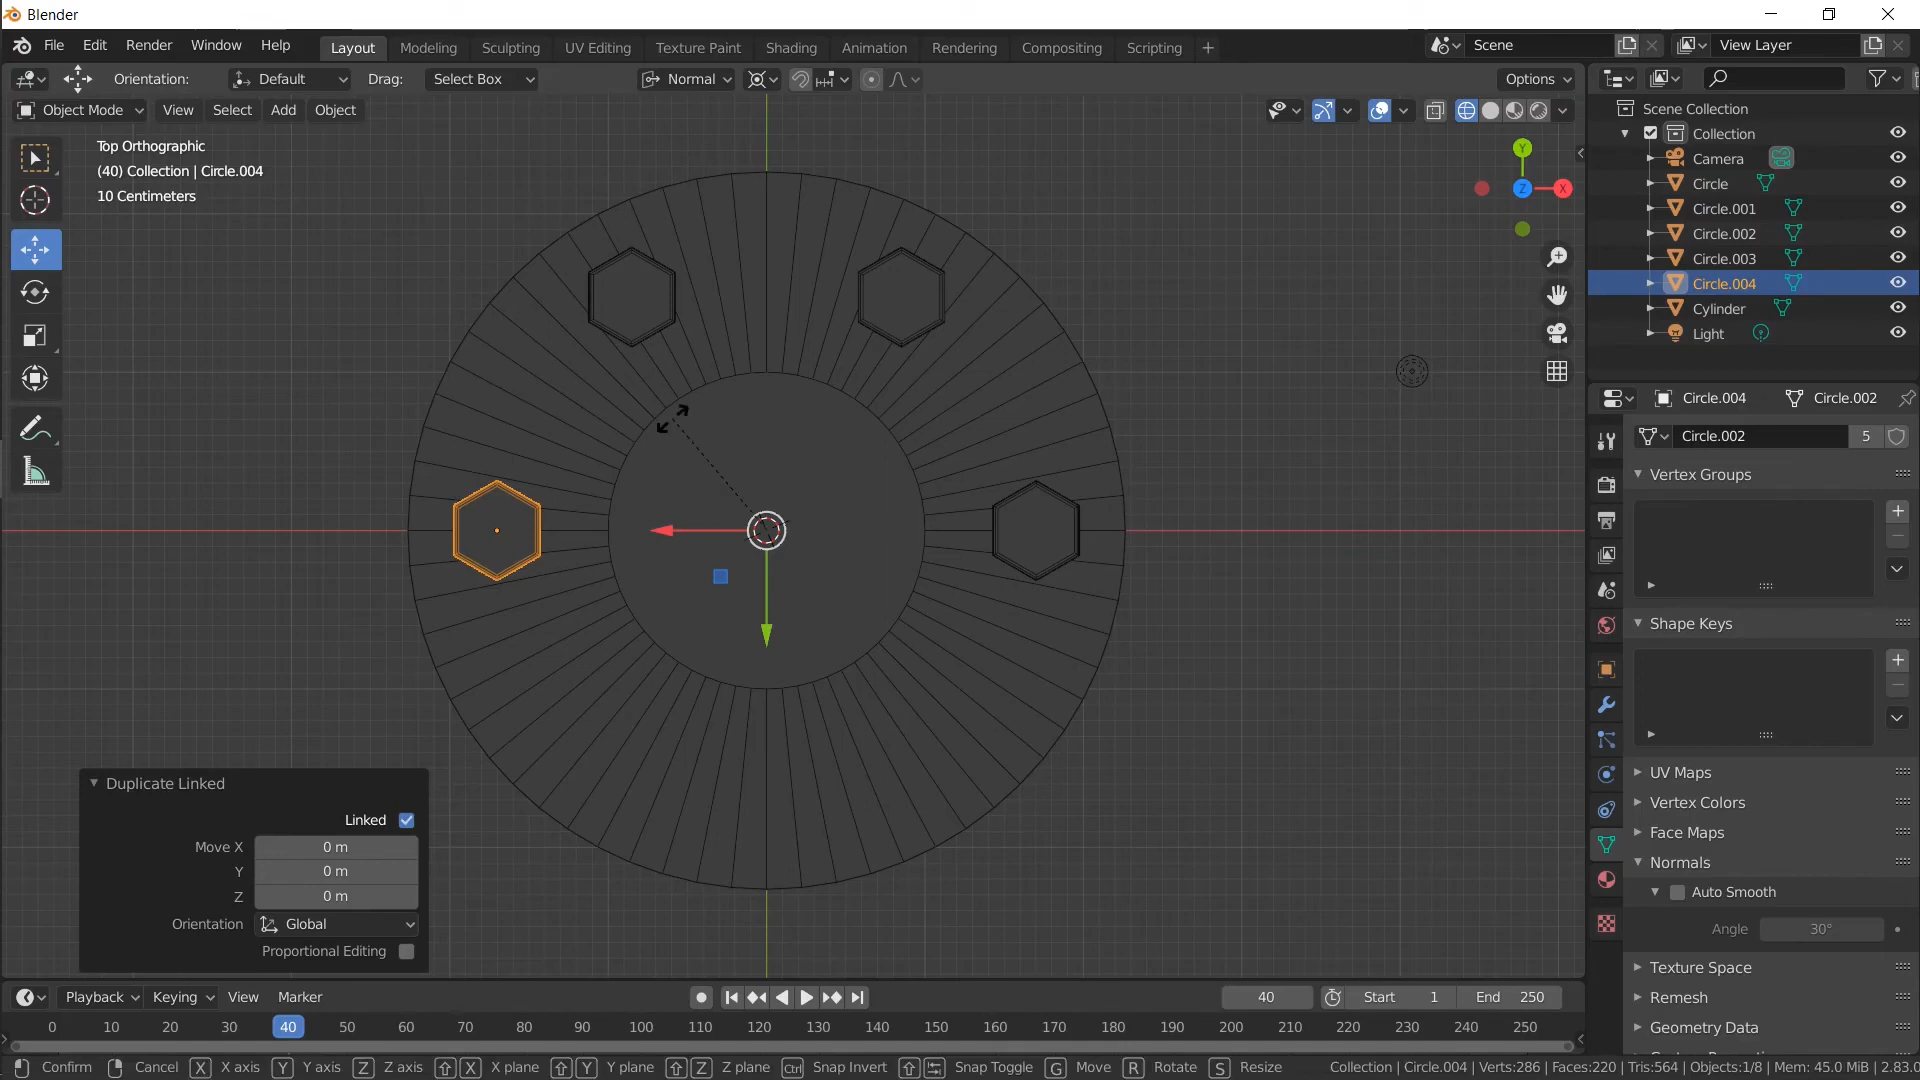 Blender
File Edit Render Window Help Layout Modeling Sculpting UV Editing Texture Paint Shading Animation Rendering Compositing Scripting + Scene View Layer
Orientation: Default Drag: Select Box Normal Options
Object Mode View Select Add Object
Top Orthographic
(40) Collection | Circle.004
10 Centimeters
Y
Z
X
Scene Collection
Collection
Camera
Circle
Circle.001
Circle.002
Circle.003
Circle.004
Cylinder
Light
Circle.004 Circle.002
Circle.002 5
Vertex Groups
Shape Keys
UV Maps
Vertex Colors
Face Maps
Normals
Auto Smooth
Angle 30°
Texture Space
Remesh
Geometry Data
Duplicate Linked
Linked
Move X 0 m
Y 0 m
Z 0 m
Orientation Global
Proportional Editing
Playback Keying View Marker 40 Start 1 End 250
0 10 20 30 40 50 60 70 80 90 100 110 120 130 140 150 160 170 180 190 200 210 220 230 240 250
Confirm Cancel X X axis Y Y axis Z Z axis X X plane Y Y plane Z Z plane Ctrl Snap Invert Snap Toggle G Move R Rotate S Resize Collection | Circle.004 | Verts:286 | Faces:220 | Tris:564 | Objects:1/8 | Mem: 45.0 MiB | 2.83.0